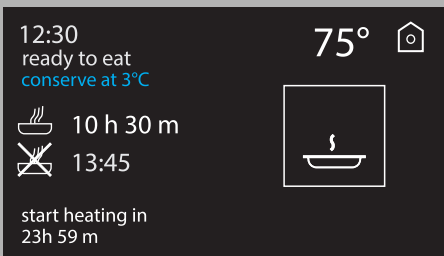 12:30
75°
ready to eat
conserve at 3°C
10 h 30 m
13:45
start heating in
23h 59 m